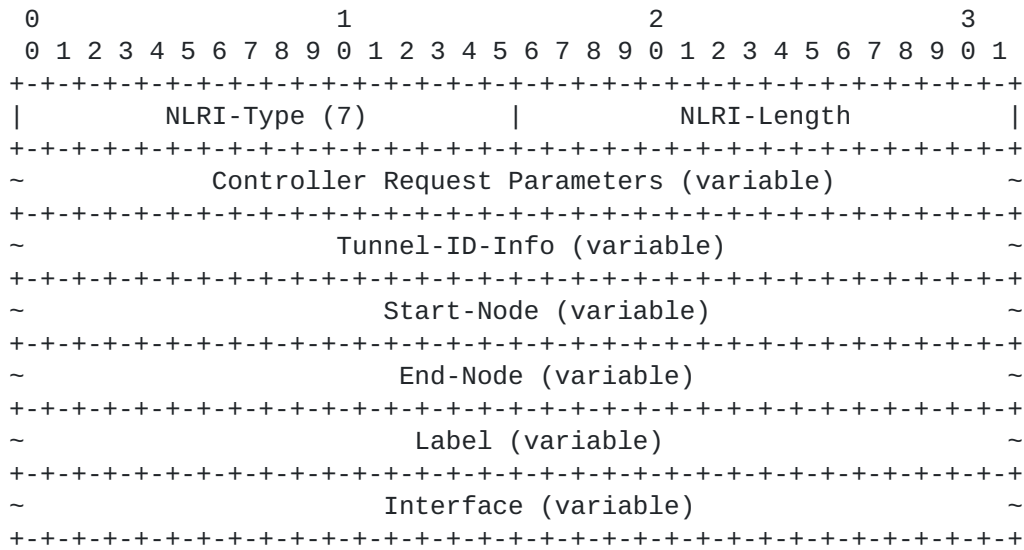 0                   1                   2                   3
 0 1 2 3 4 5 6 7 8 9 0 1 2 3 4 5 6 7 8 9 0 1 2 3 4 5 6 7 8 9 0 1
+-+-+-+-+-+-+-+-+-+-+-+-+-+-+-+-+-+-+-+-+-+-+-+-+-+-+-+-+-+-+-+-+
|         NLRI-Type (7)         |          NLRI-Length          |
+-+-+-+-+-+-+-+-+-+-+-+-+-+-+-+-+-+-+-+-+-+-+-+-+-+-+-+-+-+-+-+-+
~            Controller Request Parameters (variable)           ~
+-+-+-+-+-+-+-+-+-+-+-+-+-+-+-+-+-+-+-+-+-+-+-+-+-+-+-+-+-+-+-+-+
~                    Tunnel-ID-Info (variable)                  ~
+-+-+-+-+-+-+-+-+-+-+-+-+-+-+-+-+-+-+-+-+-+-+-+-+-+-+-+-+-+-+-+-+
~                       Start-Node (variable)                   ~
+-+-+-+-+-+-+-+-+-+-+-+-+-+-+-+-+-+-+-+-+-+-+-+-+-+-+-+-+-+-+-+-+
~                        End-Node (variable)                    ~
+-+-+-+-+-+-+-+-+-+-+-+-+-+-+-+-+-+-+-+-+-+-+-+-+-+-+-+-+-+-+-+-+
~                         Label (variable)                      ~
+-+-+-+-+-+-+-+-+-+-+-+-+-+-+-+-+-+-+-+-+-+-+-+-+-+-+-+-+-+-+-+-+
~                       Interface (variable)                    ~
+-+-+-+-+-+-+-+-+-+-+-+-+-+-+-+-+-+-+-+-+-+-+-+-+-+-+-+-+-+-+-+-+